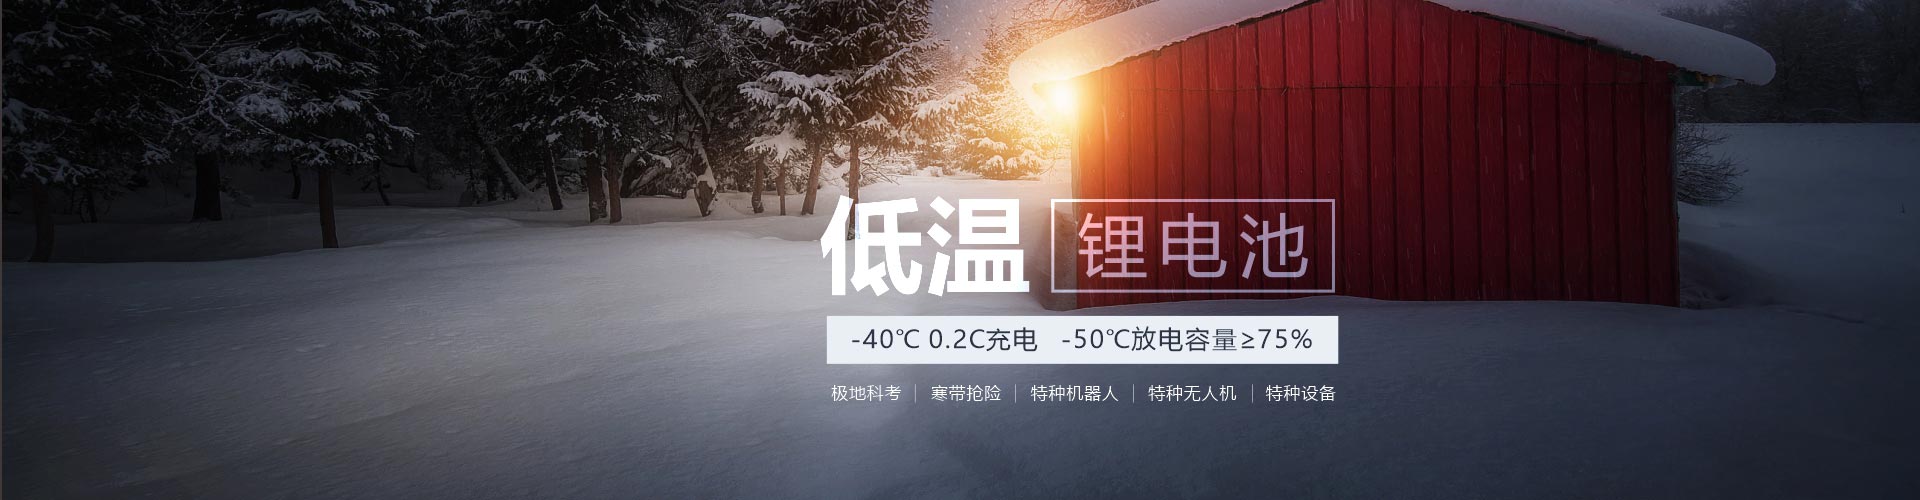 低温 锂电池
-40℃ 0.2C充电 -50℃放电容量≥75%
极地科考 | 寒带抢险 | 特种机器人 | 特种无人机 | 特种设备